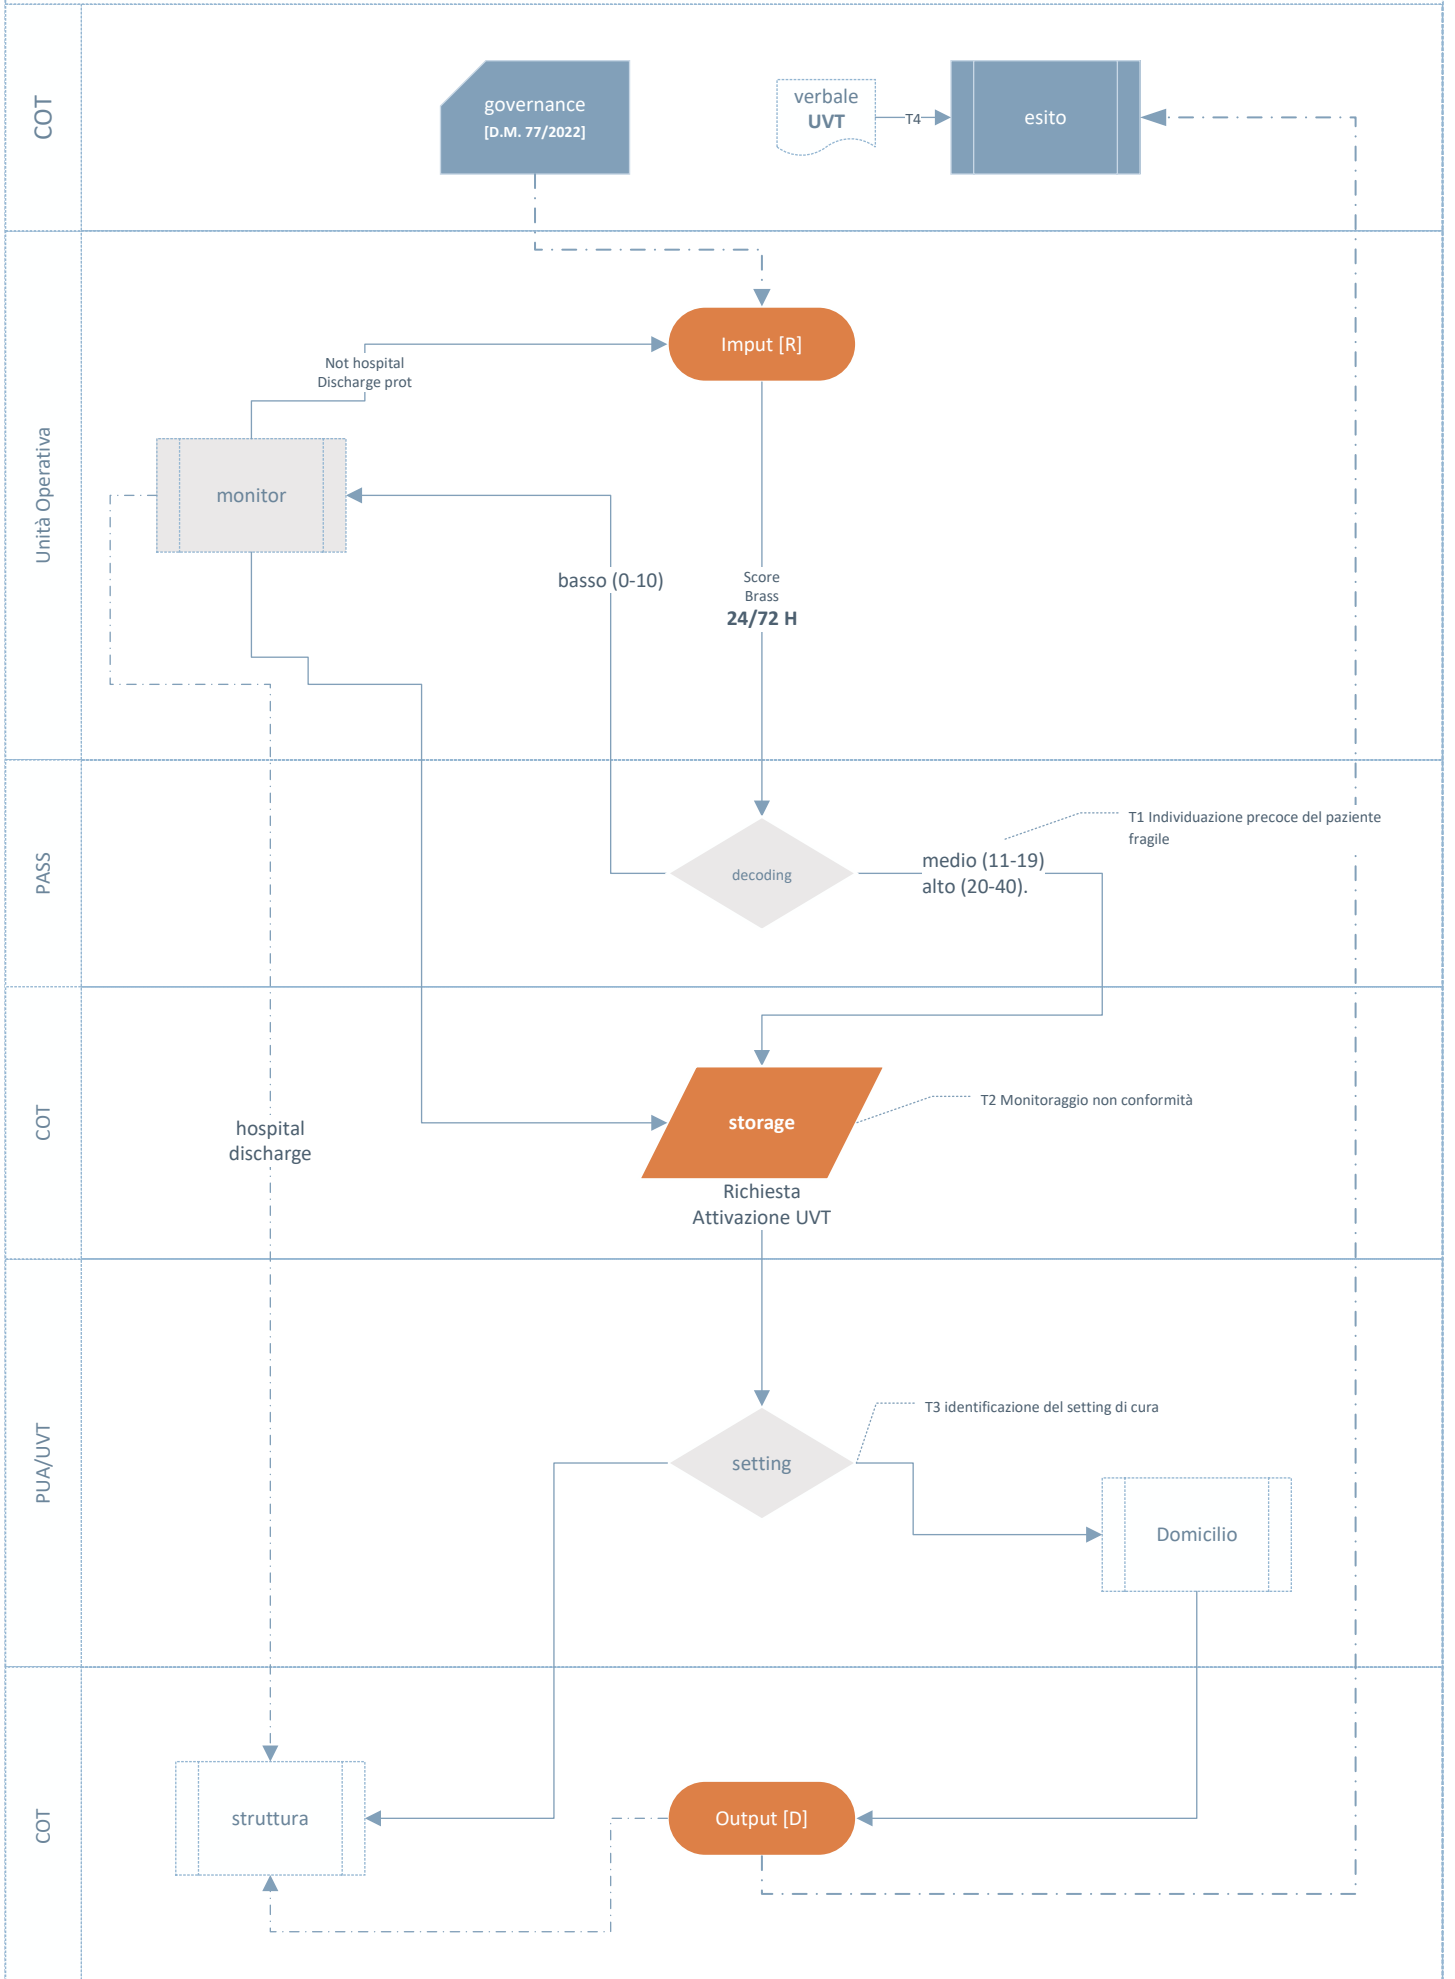 COT
governance
[D.M. 77/2022]
verbale
UVT
T4
esito
Unità Operativa
Imput [R]
Not hospital
Discharge prot
monitor
basso (0-10)
Score
Brass
24/72 H
PASS
T1 Individuazione precoce del paziente
fragile
medio (11-19)
alto (20-40).
decoding
COT
storage
T2 Monitoraggio non conformità
hospital
discharge
Richiesta
Attivazione UVT
PUA/UVT
T3 identificazione del setting di cura
setting
Domicilio
COT
struttura
Output [D]